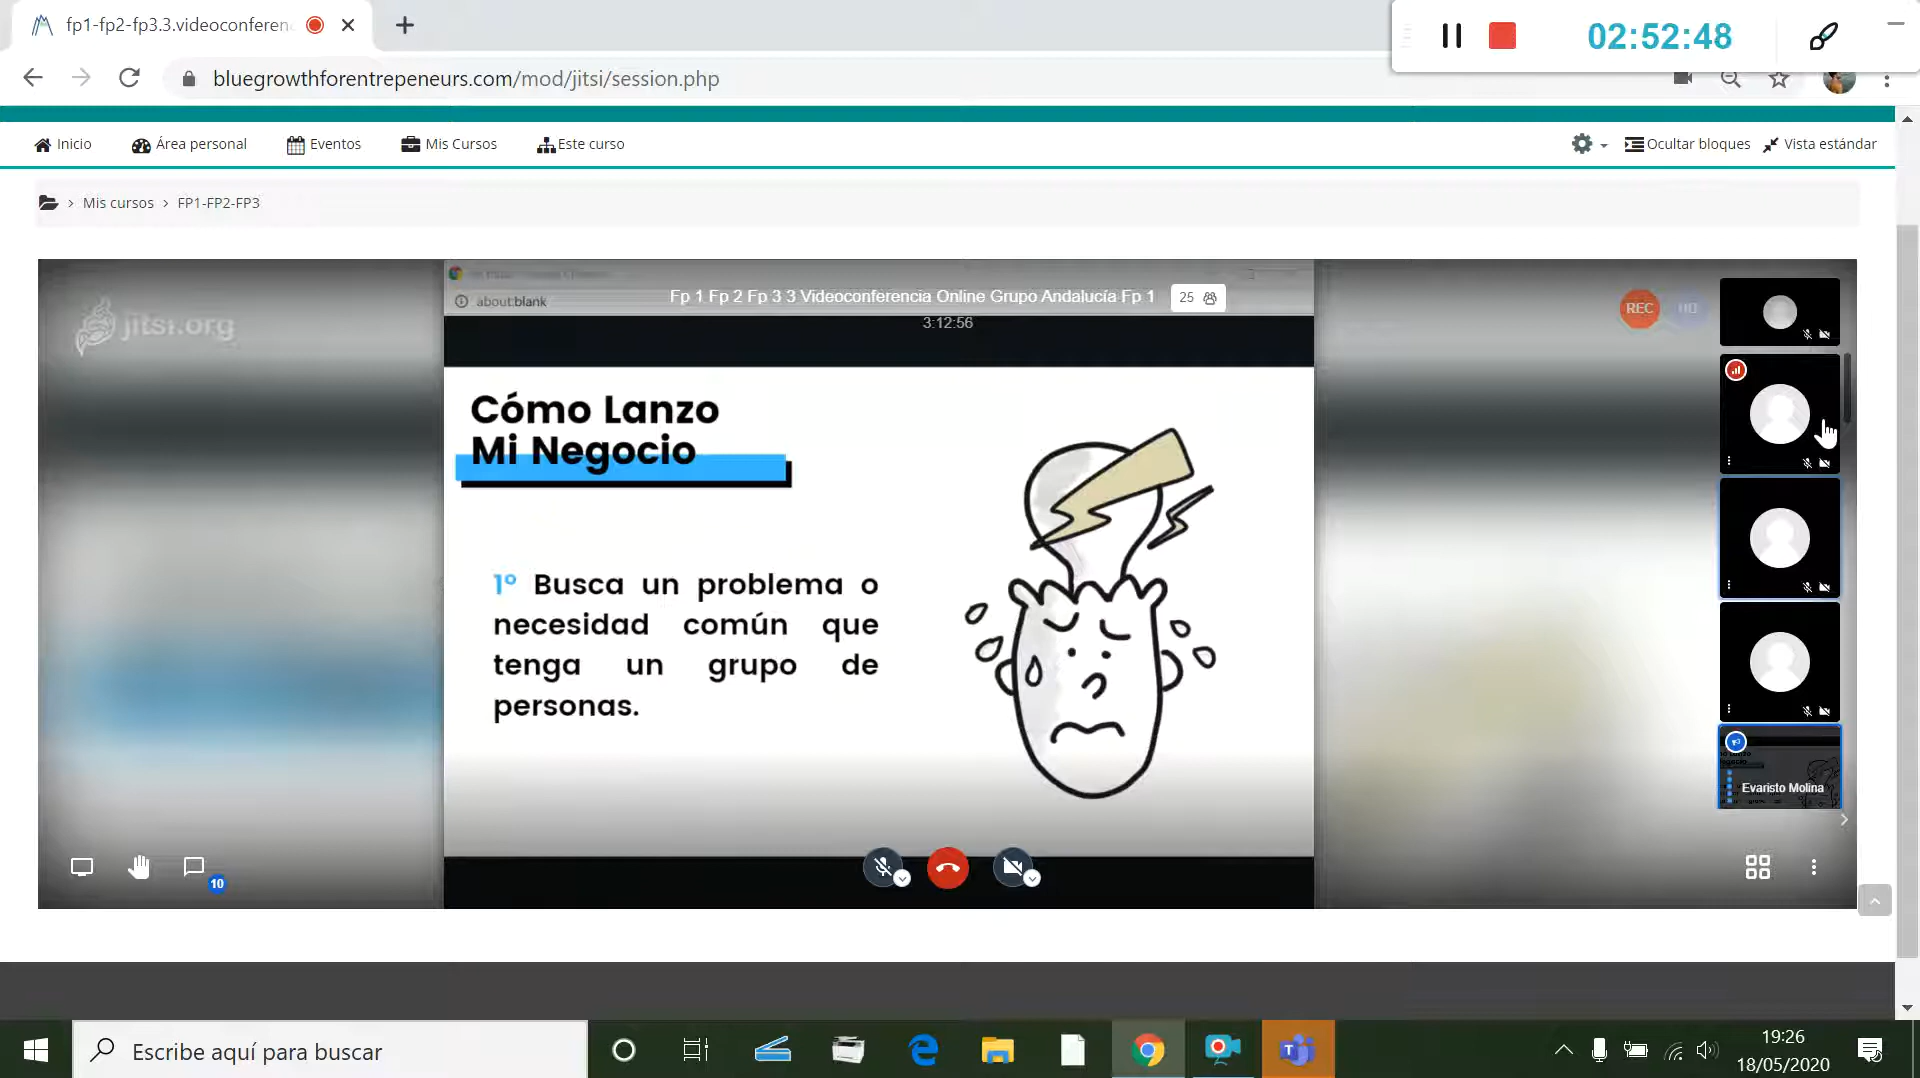 fp1-fp2-fp3.3.videoconferen
02:52:48
bluegrowthforentrepeneurs.com/mod/jitsi/session.php
Inicio
Área personal
Eventos
Mis Cursos
Este curso
Ocultar bloques
Vista estándar
Mis cursos
FP1-FP2-FP3
jitsi.org
about:blank
Fp 1 Fp 2 Fp 3 3 Videoconferencia Online Grupo Andalucía Fp 1
25
3:12:56
REC
HD
Cómo Lanzo
Mi Negocio
1º Busca un problema o
necesidad común que
tenga un grupo de
personas.
Evaristo Molina
10
Escribe aquí para buscar
19:26
18/05/2020